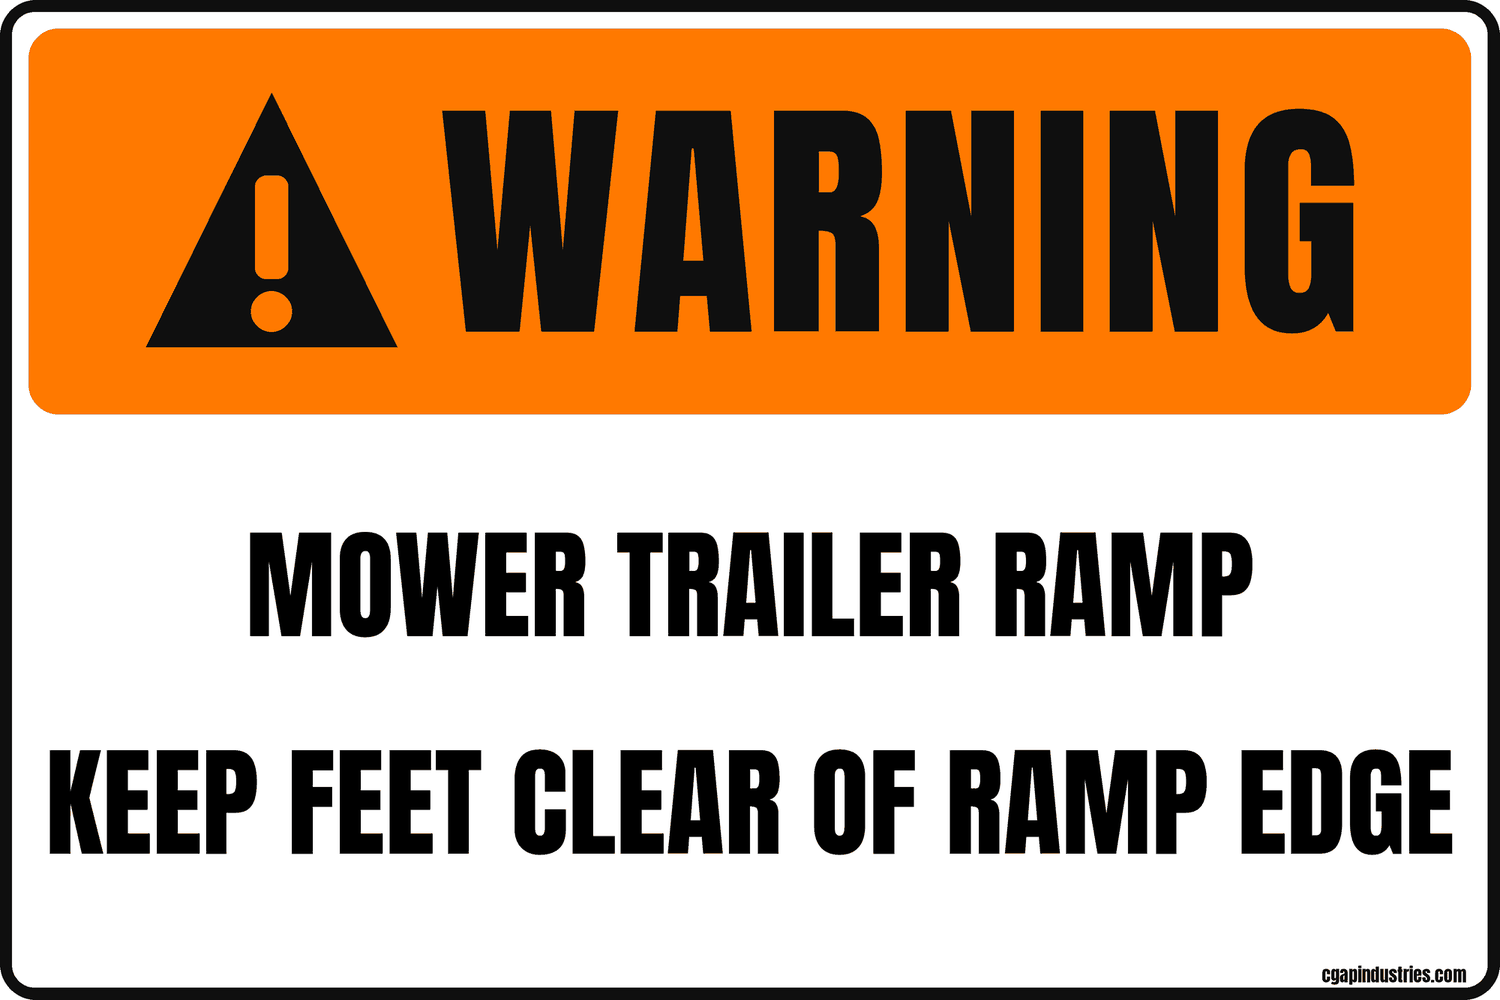 WARNING
MOWER TRAILER RAMP
KEEP FEET CLEAR OF RAMP EDGE
cgapindustries.com